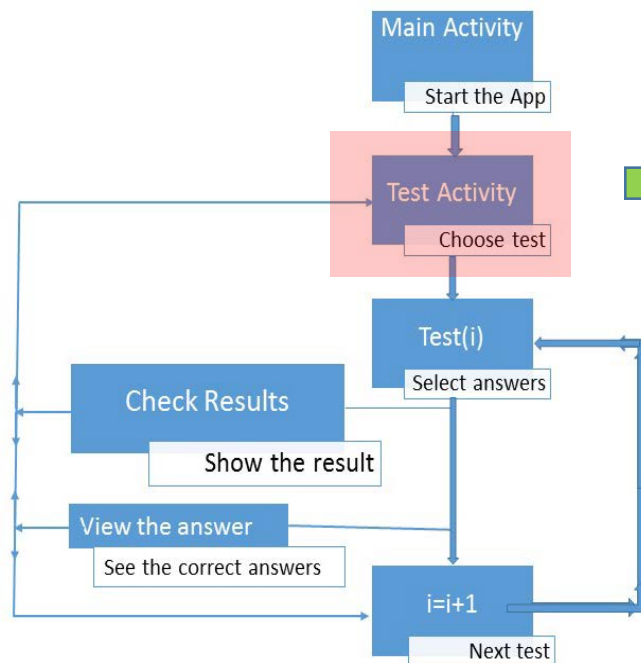 Main Activity
Start the App
Test Activity
Choose test
Test(i)
Select answers
Check Results
Show the result
View the answer
See the correct answers
i=i+1
Next test